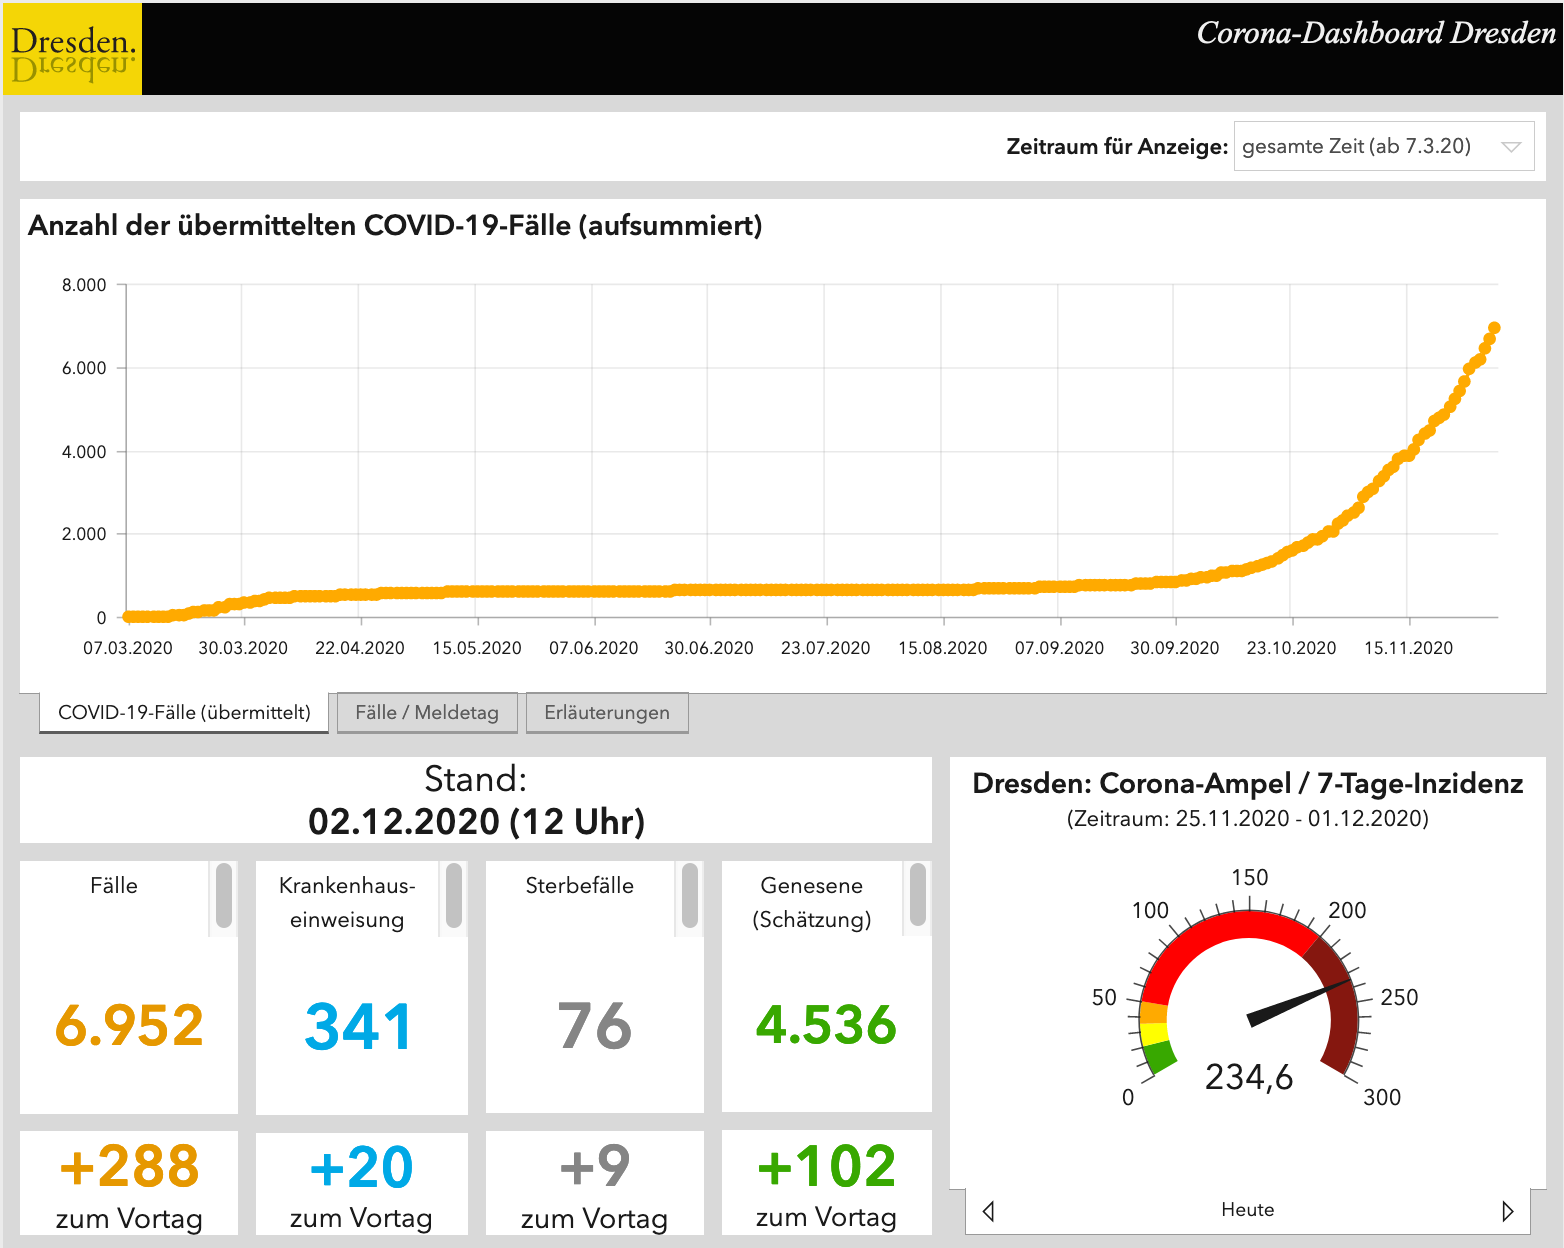 Dresden.
Dresden.
Corona-Dashboard Dresden
Zeitraum für Anzeige: gesamte Zeit (ab 7.3.20)
Anzahl der übermittelten COVID-19-Fälle (aufsummiert)
8.000
6.000
4.000
2.000
0
07.03.2020 30.03.2020 22.04.2020 15.05.2020 07.06.2020 30.06.2020 23.07.2020 15.08.2020 07.09.2020 30.09.2020 23.10.2020 15.11.2020
COVID-19-Fälle (übermittelt) Fälle / Meldetag Erläuterungen
Stand:
02.12.2020 (12 Uhr)
Fälle
6.952
+288
zum Vortag
Krankenhaus-
einweisung
341
+20
zum Vortag
Sterbefälle
76
+9
zum Vortag
Genesene
(Schätzung)
4.536
+102
zum Vortag
Dresden: Corona-Ampel / 7-Tage-Inzidenz
(Zeitraum: 25.11.2020 - 01.12.2020)
0
50
100
150
200
250
300
234,6
Heute